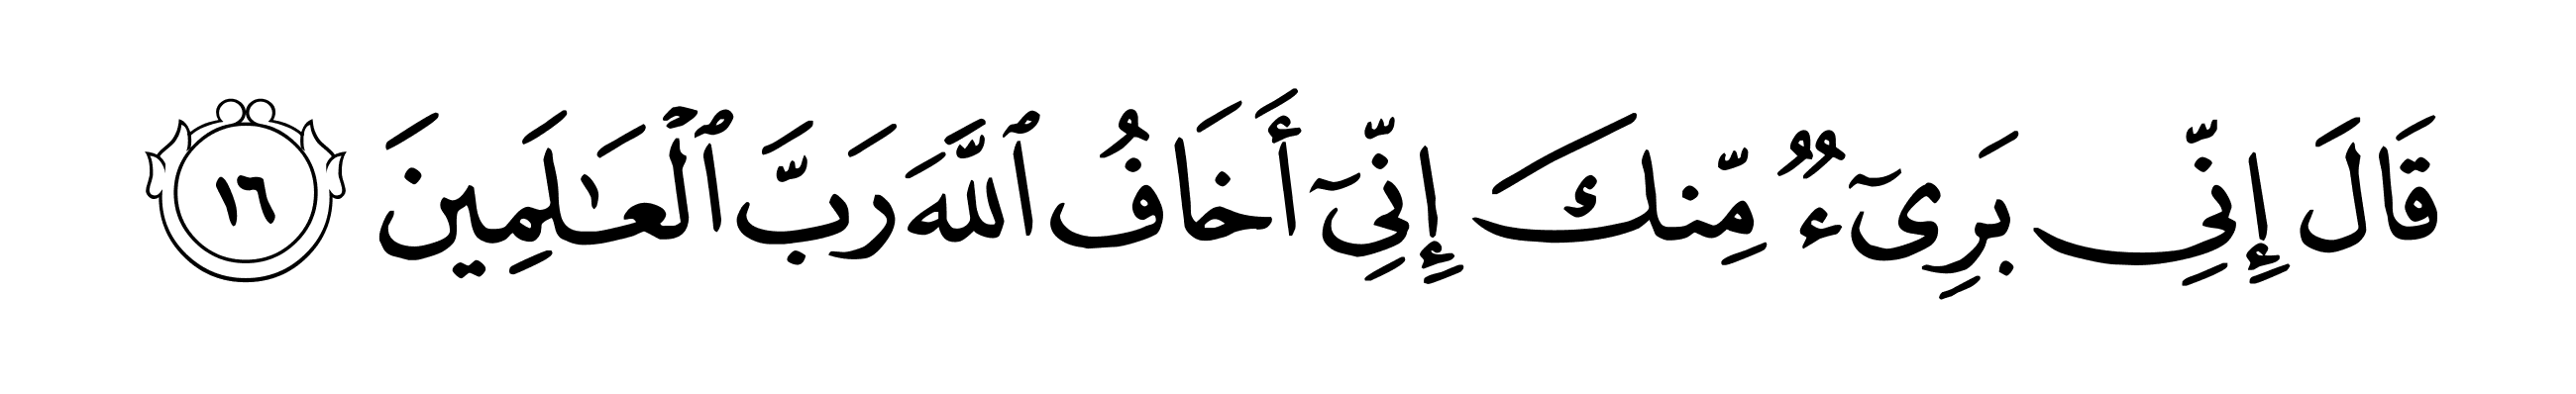 قَالَ إِنِّى بَرِىٓءٌ مِّنكَ إِنِّىٓ أَخَافُ ٱللَّهَ رَبَّ ٱلْعَـٰلَمِينَ ١٦